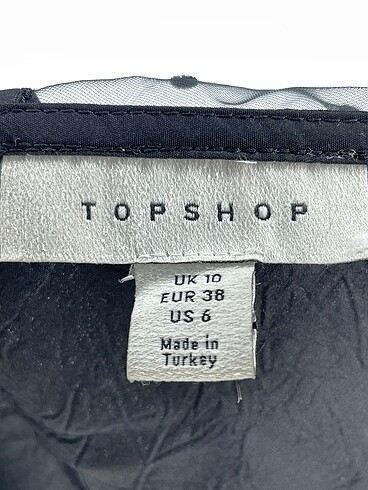 TOPSHOP
UK 10
EUR 38
US 6
Made in
Turkey